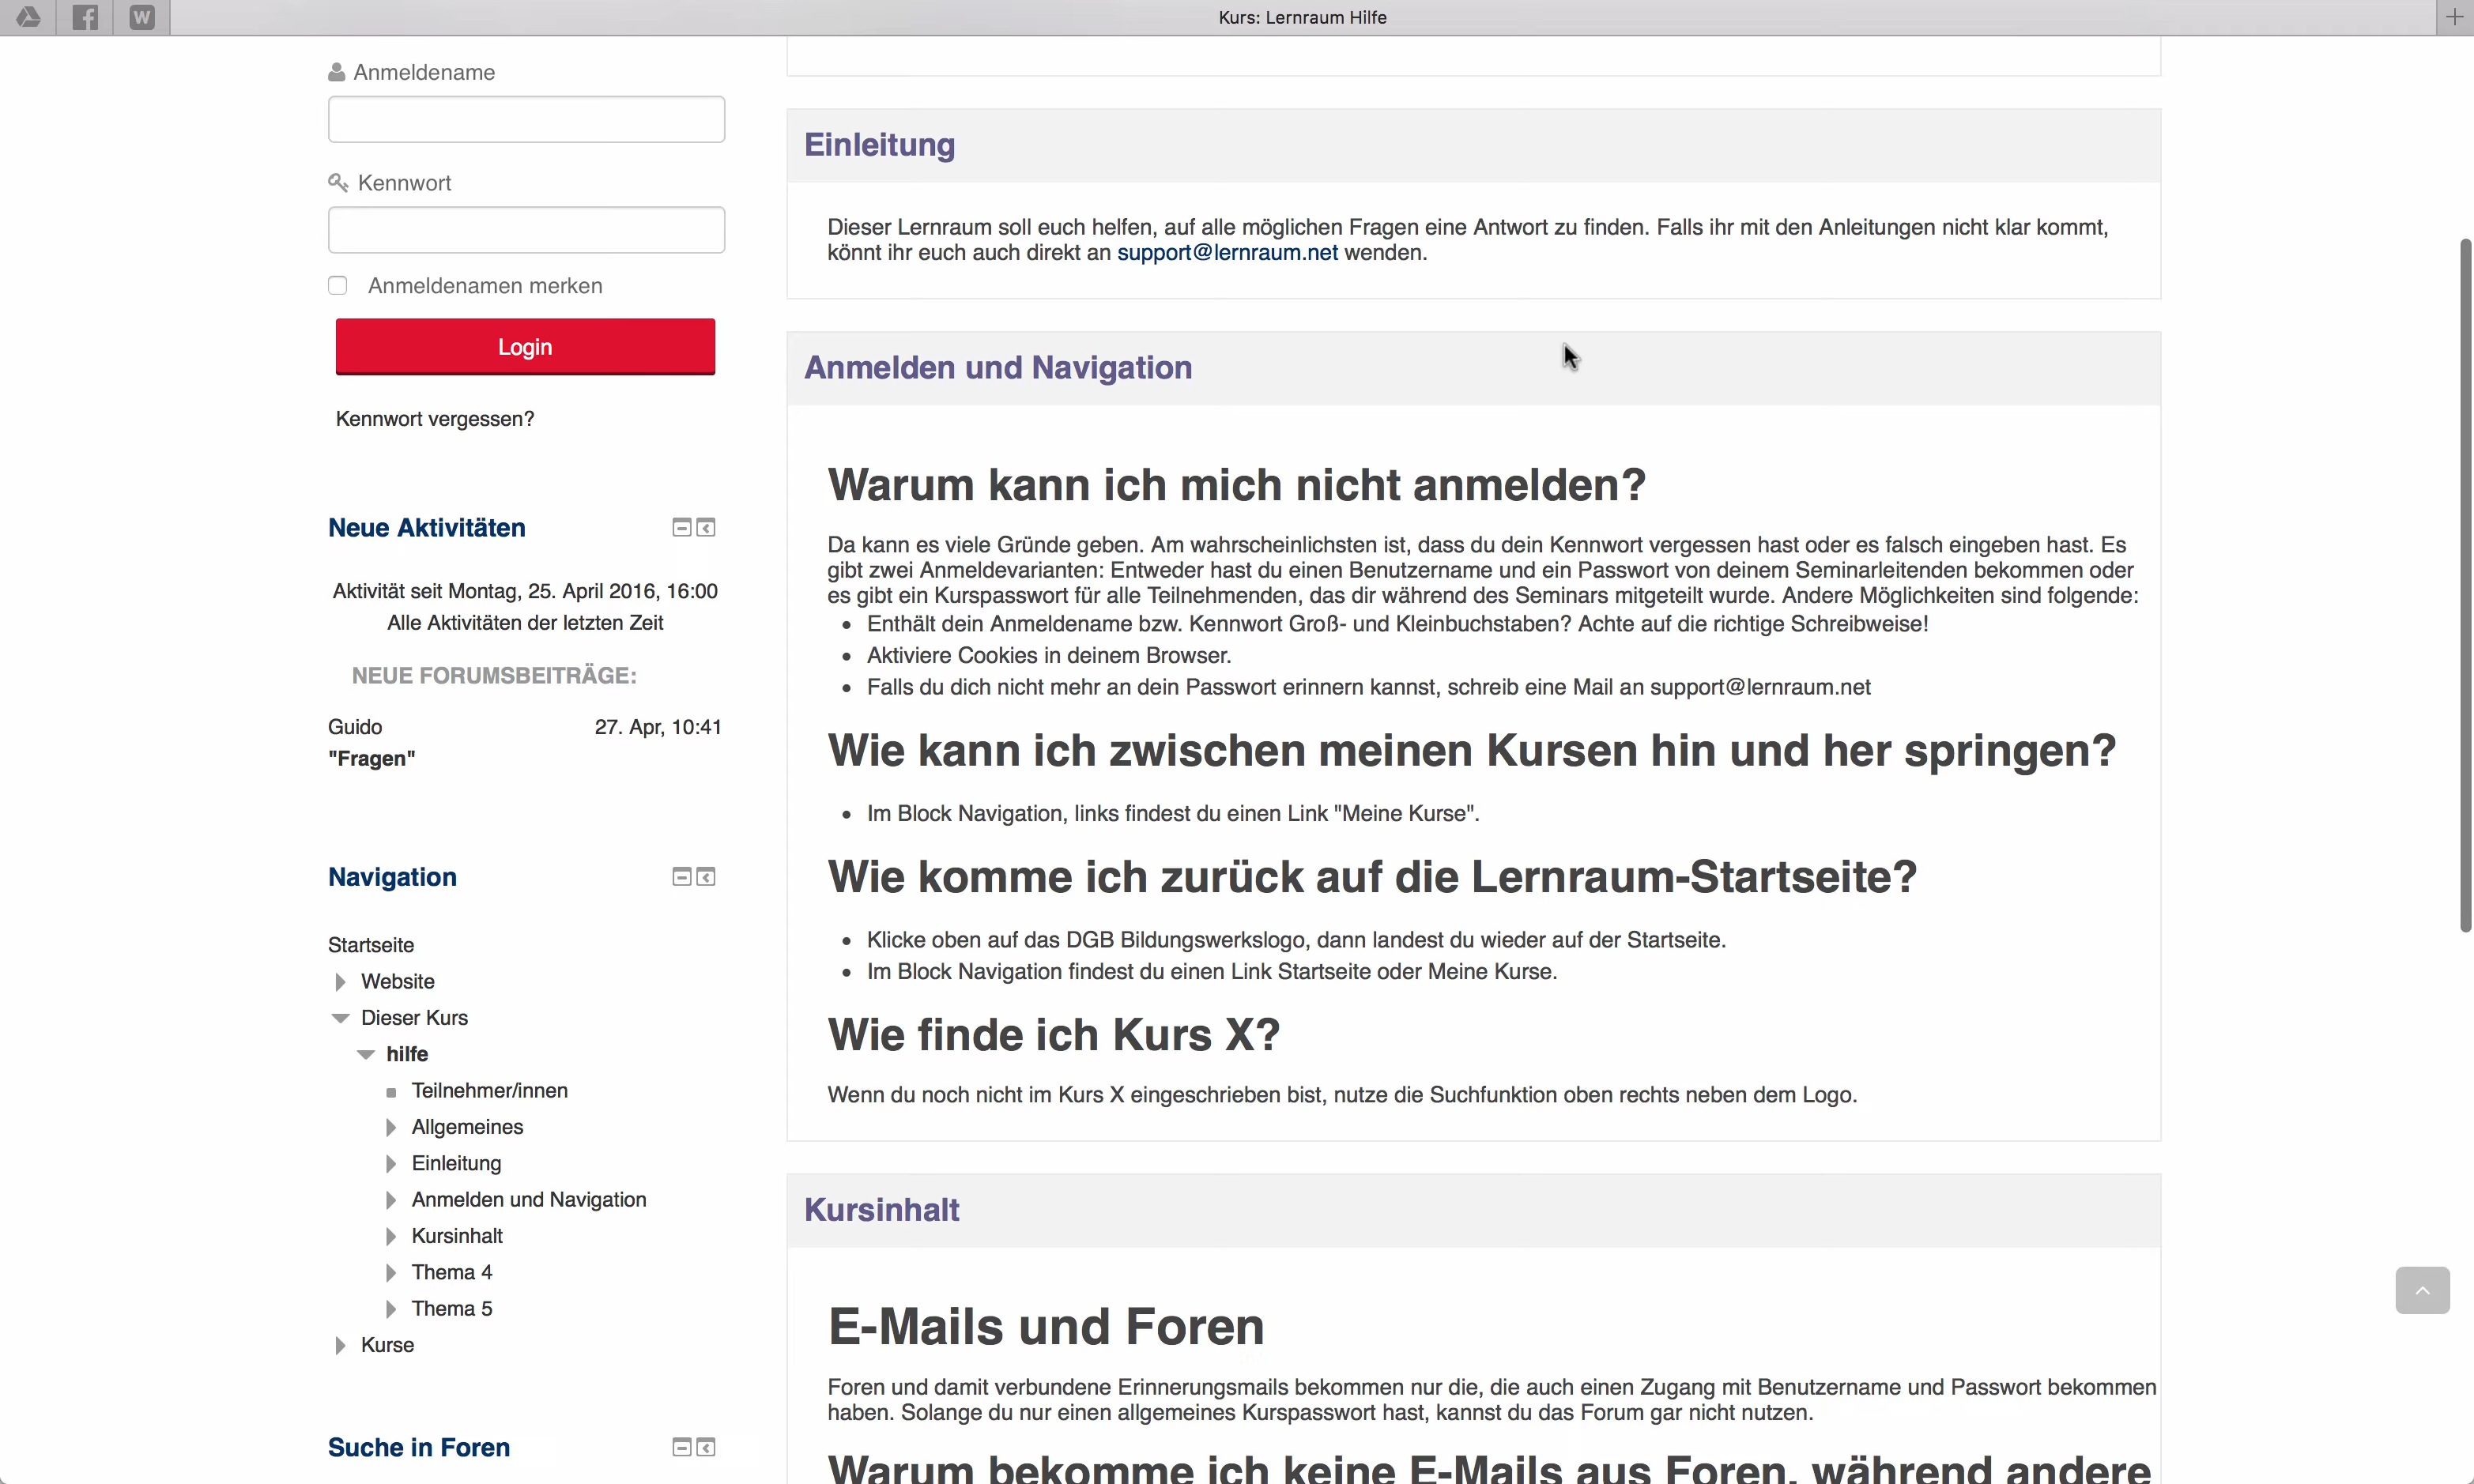 W
Kurs: Lernraum Hilfe
Anmeldename
Kennwort
Anmeldenamen merken
Login
Kennwort vergessen?
Neue Aktivitäten
Aktivität seit Montag, 25. April 2016, 16:00
Alle Aktivitäten der letzten Zeit
NEUE FORUMSBEITRÄGE:
Guido 27. Apr, 10:41
"Fragen"
Navigation
Startseite
Website
Dieser Kurs
hilfe
Teilnehmer/innen
Allgemeines
Einleitung
Anmelden und Navigation
Kursinhalt
Thema 4
Thema 5
Kurse
Suche in Foren
Einleitung
Dieser Lernraum soll euch helfen, auf alle möglichen Fragen eine Antwort zu finden. Falls ihr mit den Anleitungen nicht klar kommt,
könnt ihr euch auch direkt an support@lernraum.net wenden.
Anmelden und Navigation
Warum kann ich mich nicht anmelden?
Da kann es viele Gründe geben. Am wahrscheinlichsten ist, dass du dein Kennwort vergessen hast oder es falsch eingeben hast. Es
gibt zwei Anmeldevarianten: Entweder hast du einen Benutzername und ein Passwort von deinem Seminarleitenden bekommen oder
es gibt ein Kurspasswort für alle Teilnehmenden, das dir während des Seminars mitgeteilt wurde. Andere Möglichkeiten sind folgende:
• Enthält dein Anmeldename bzw. Kennwort Groß- und Kleinbuchstaben? Achte auf die richtige Schreibweise!
• Aktiviere Cookies in deinem Browser.
• Falls du dich nicht mehr an dein Passwort erinnern kannst, schreib eine Mail an support@lernraum.net
Wie kann ich zwischen meinen Kursen hin und her springen?
• Im Block Navigation, links findest du einen Link "Meine Kurse".
Wie komme ich zurück auf die Lernraum-Startseite?
• Klicke oben auf das DGB Bildungswerkslogo, dann landest du wieder auf der Startseite.
• Im Block Navigation findest du einen Link Startseite oder Meine Kurse.
Wie finde ich Kurs X?
Wenn du noch nicht im Kurs X eingeschrieben bist, nutze die Suchfunktion oben rechts neben dem Logo.
Kursinhalt
E-Mails und Foren
Foren und damit verbundene Erinnerungsmails bekommen nur die, die auch einen Zugang mit Benutzername und Passwort bekommen
haben. Solange du nur einen allgemeines Kurspasswort hast, kannst du das Forum gar nicht nutzen.
Warum bekomme ich keine E-Mails aus Foren, während andere